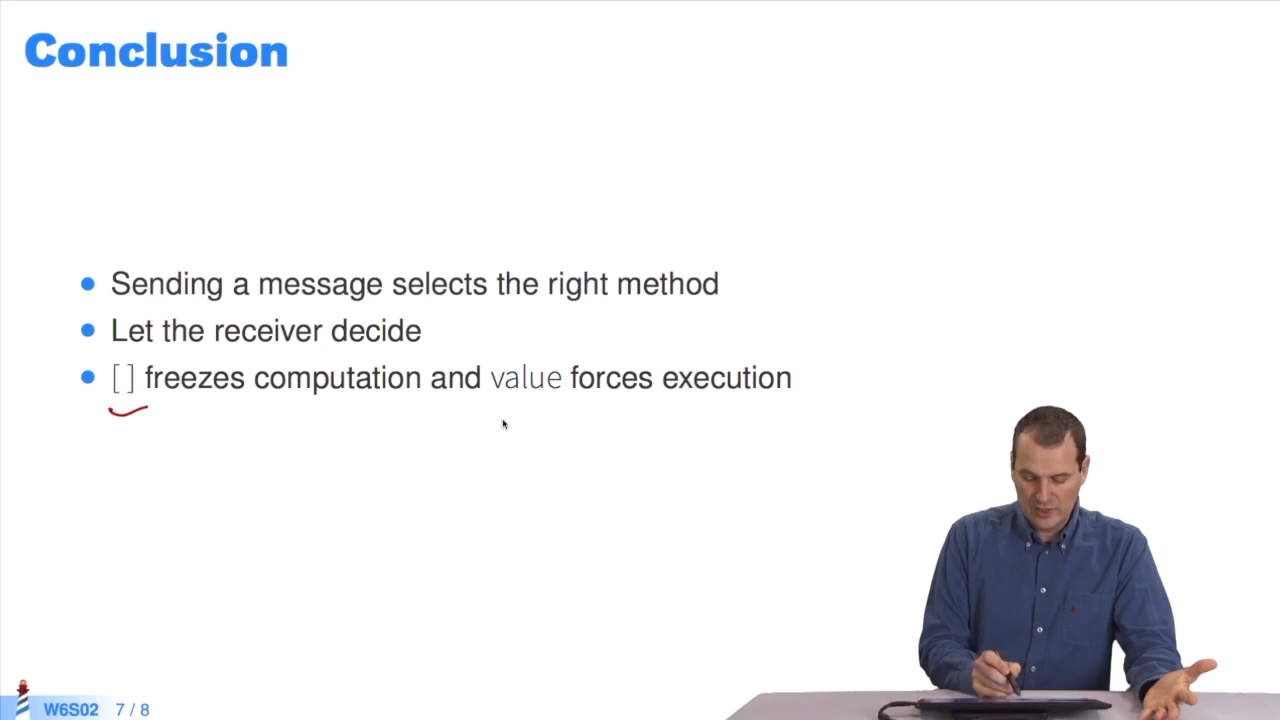 Conclusion
Sending a message selects the right method
Let the receiver decide
[ ] freezes computation and value forces execution
W6S02 7 / 8